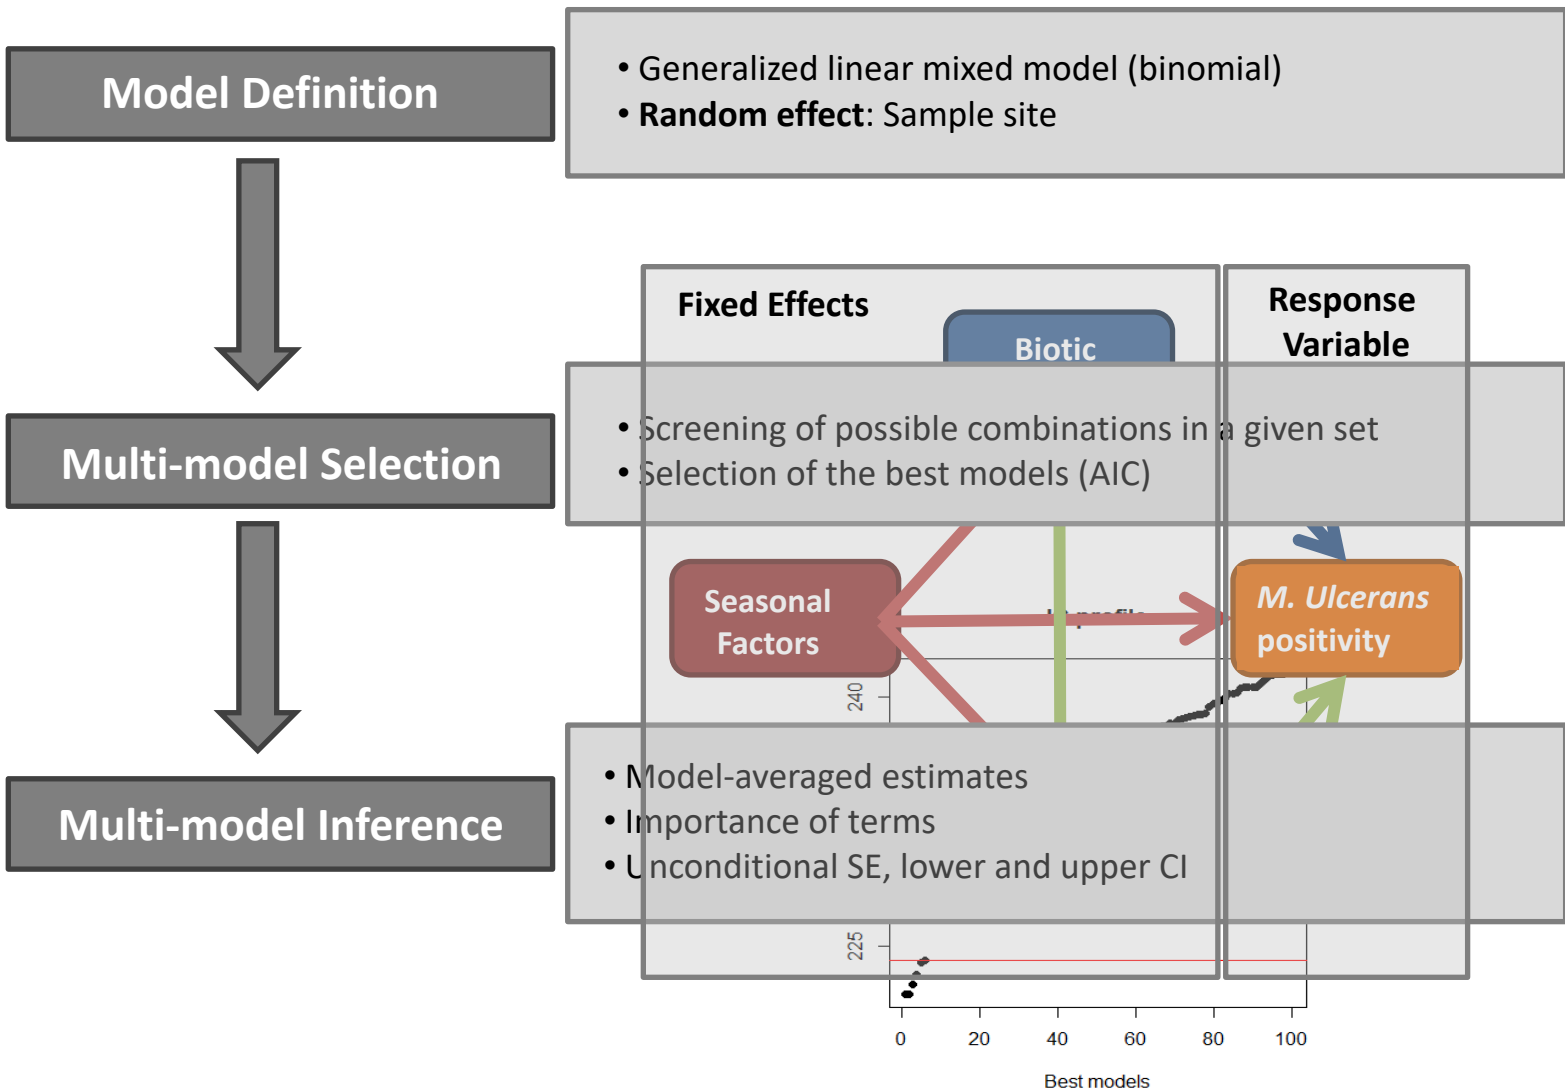 Model Definition
• Generalized linear mixed model (binomial)
• Random effect: Sample site
Fixed Effects
Response
Variable
Biotic
Multi-model Selection
• Screening of possible combinations in a given set
• Selection of the best models (AIC)
Seasonal
Factors
profile
M. Ulcerans
positivity
240
Multi-model Inference
• Model-averaged estimates
• Importance of terms
• Unconditional SE, lower and upper CI
225
0 20 40 60 80 100
Best models